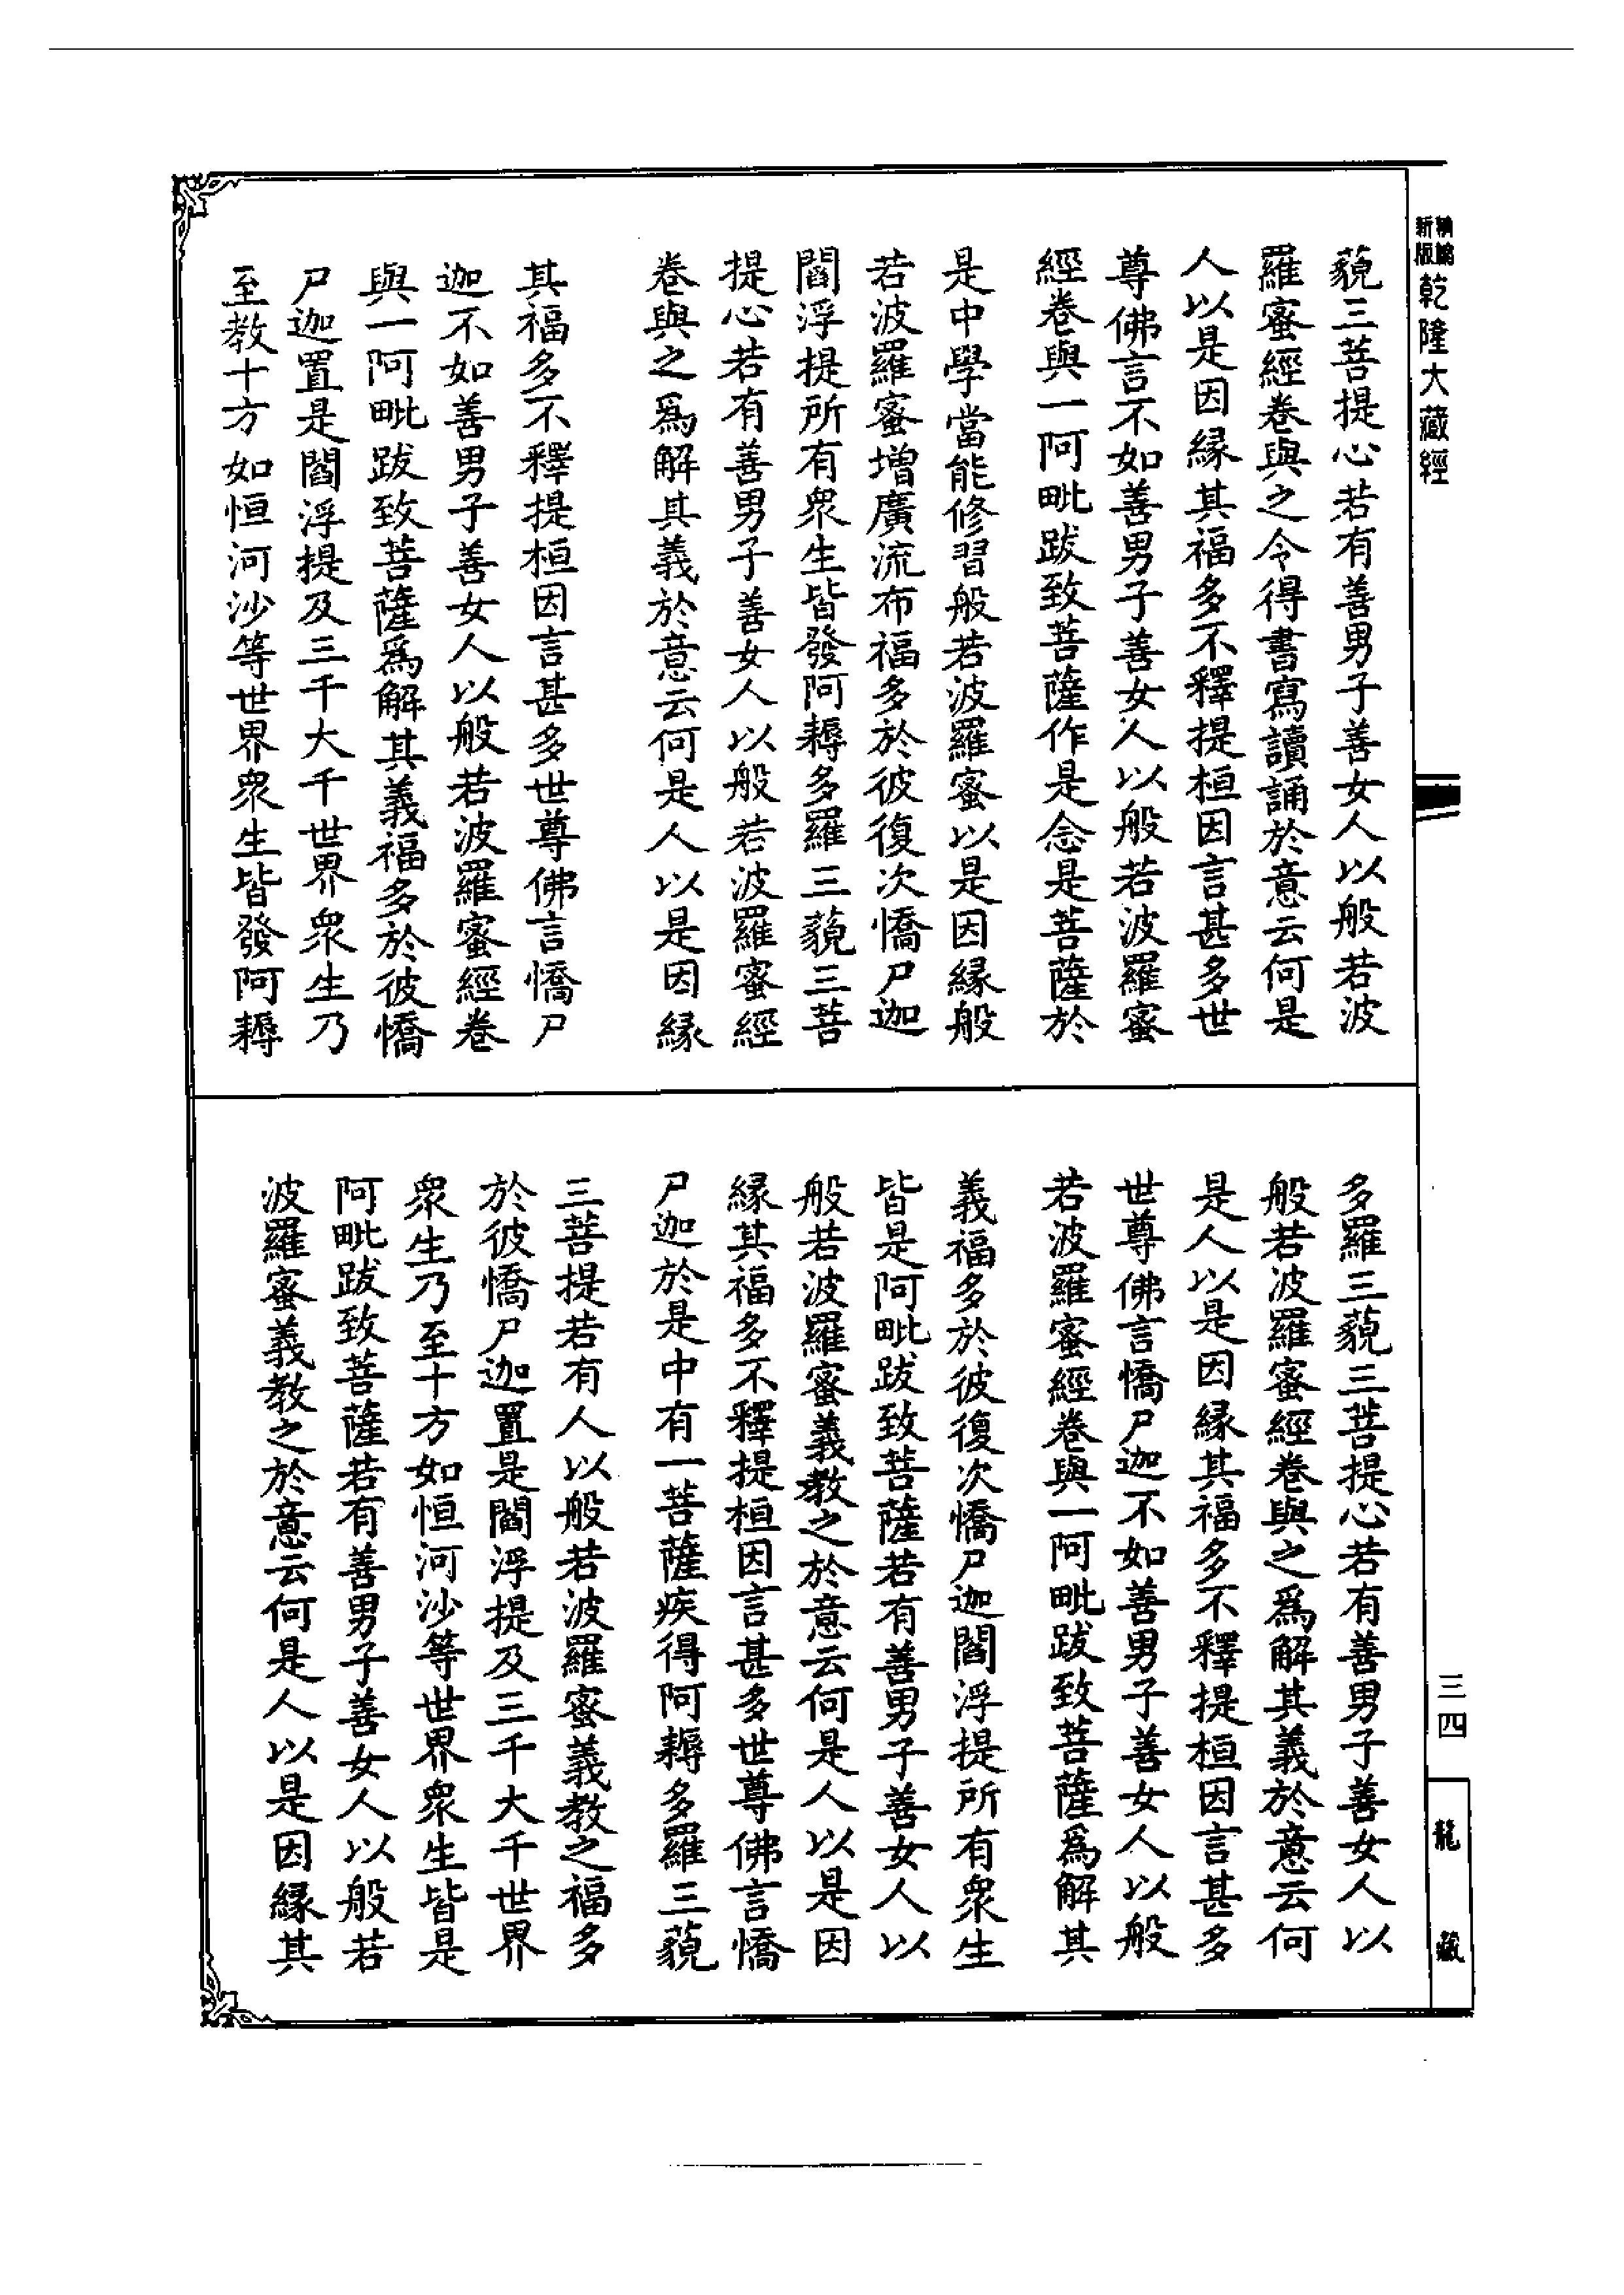 精編
新版
乾隆大藏經
藐三菩提心若有善男子善女人以般若波
羅蜜經卷與之令得書寫讀誦於意云何是
人以是因緣其福多不釋提桓因言甚多世
尊佛言不如善男子善女人以般若波羅蜜
經卷與一阿毗跋致菩薩作是念是菩薩於
是中學當能修習般若波羅蜜以是因緣般
若波羅蜜增廣流布福多於彼復次憍尸迦
閻浮提所有眾生皆發阿耨多羅三藐三菩
提心若有善男子善女人以般若波羅蜜經
卷與之爲解其義於意云何是人以是因緣
其福多不釋提桓因言甚多世尊佛言憍尸
迦不如善男子善女人以般若波羅蜜經卷
與一阿毗跋致菩薩爲解其義福多於彼憍
尸迦置是閻浮提及三千大千世界眾生乃
至教十方如恒河沙等世界眾生皆發阿耨
多羅三藐三菩提心若有善男子善女人以
般若波羅蜜經卷與之爲解其義於意云何
是人以是因緣其福多不釋提桓因言甚多
世尊佛言憍尸迦不如善男子善女人以般
若波羅蜜經卷與一阿毗跋致菩薩爲解其
義福多於彼復次憍尸迦閻浮提所有眾生
皆是阿毗跋致菩薩若有善男子善女人以
般若波羅蜜義教之於意云何是人以是因
緣其福多不釋提桓因言甚多世尊佛言憍
尸迦於是中有一菩薩疾得阿耨多羅三藐
三菩提若有人以般若波羅蜜義教之福多
於彼憍尸迦置是閻浮提及三千大千世界
眾生乃至十方如恒河沙等世界眾生皆是
阿毗跋致菩薩若有善男子善女人以般若
波羅蜜義教之於意云何是人以是因緣其
三四
龍藏